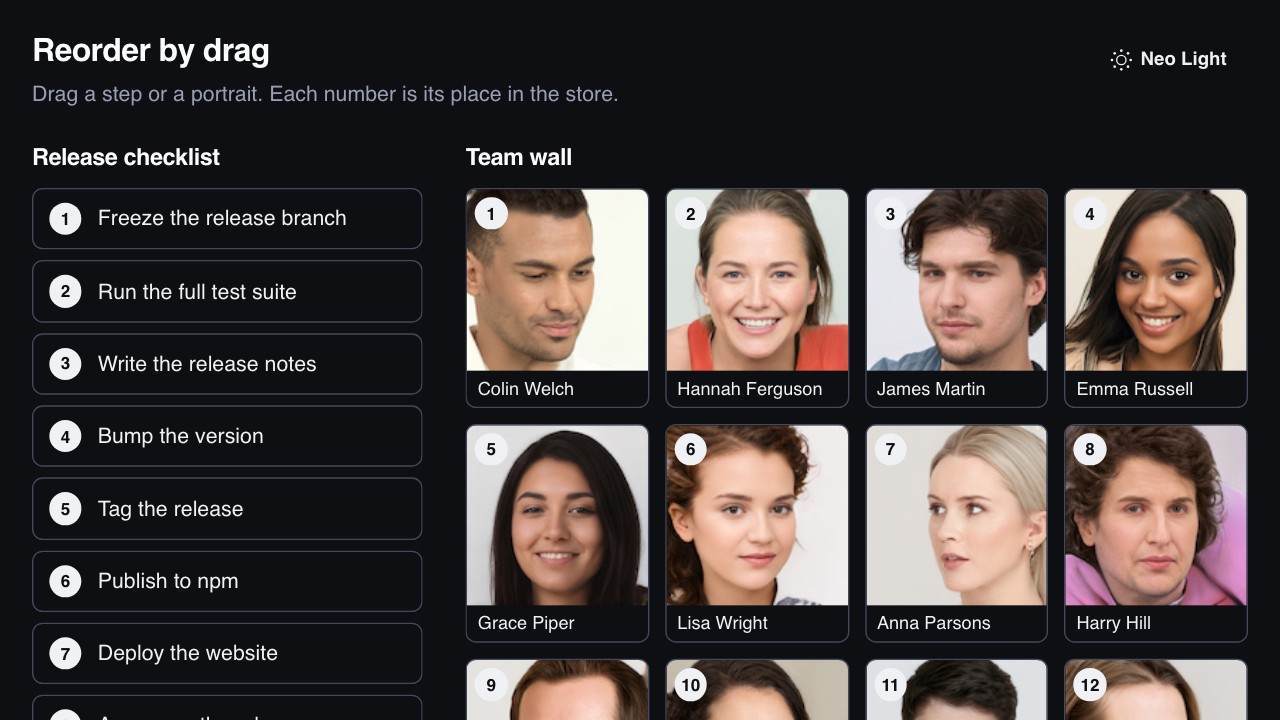 Reorder by drag
Neo Light
Drag a step or a portrait. Each number is its place in the store.
Release checklist
1 Freeze the release branch
2 Run the full test suite
3 Write the release notes
4 Bump the version
5 Tag the release
6 Publish to npm
7 Deploy the website
Team wall
1
Colin Welch
2
Hannah Ferguson
3
James Martin
4
Emma Russell
5
Grace Piper
6
Lisa Wright
7
Anna Parsons
8
Harry Hill
9
10
11
12